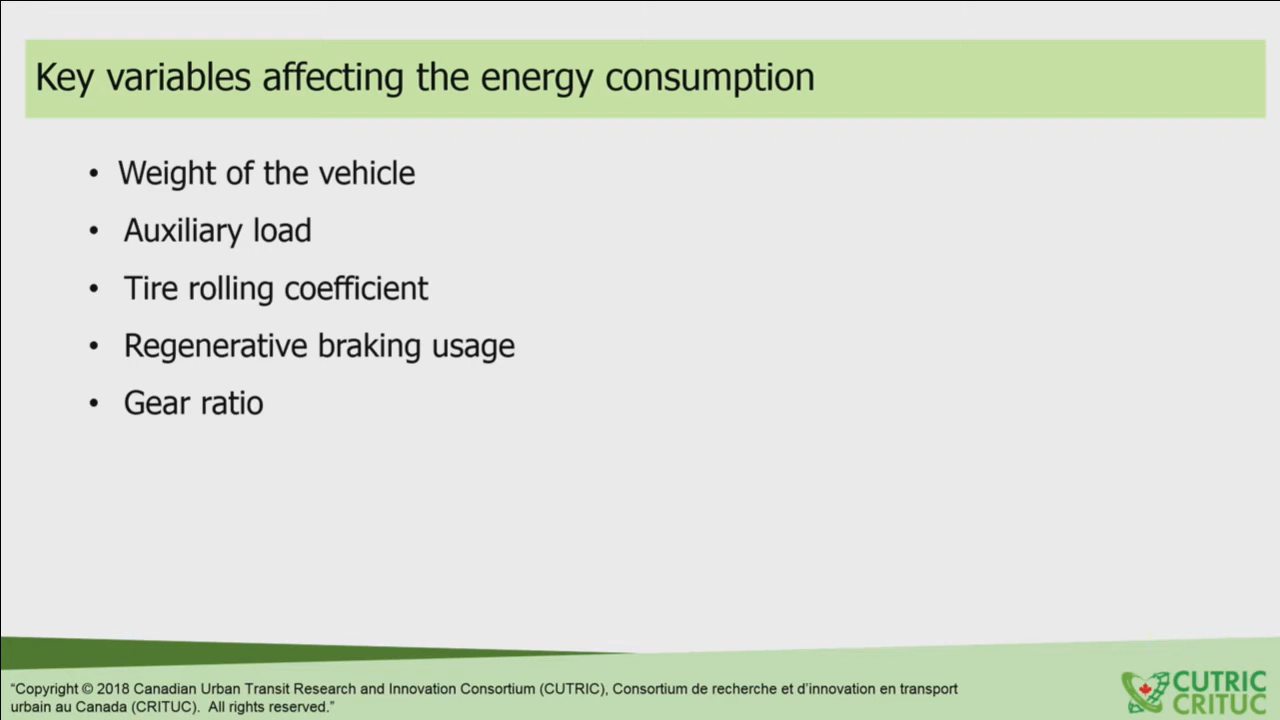 Key variables affecting the energy consumption
• Weight of the vehicle
• Auxiliary load
• Tire rolling coefficient
• Regenerative braking usage
• Gear ratio
“Copyright © 2018 Canadian Urban Transit Research and Innovation Consortium (CUTRIC), Consortium de recherche et d’innovation en transport
urbain au Canada (CRITUC).  All rights reserved.”
CUTRIC
CRITUC